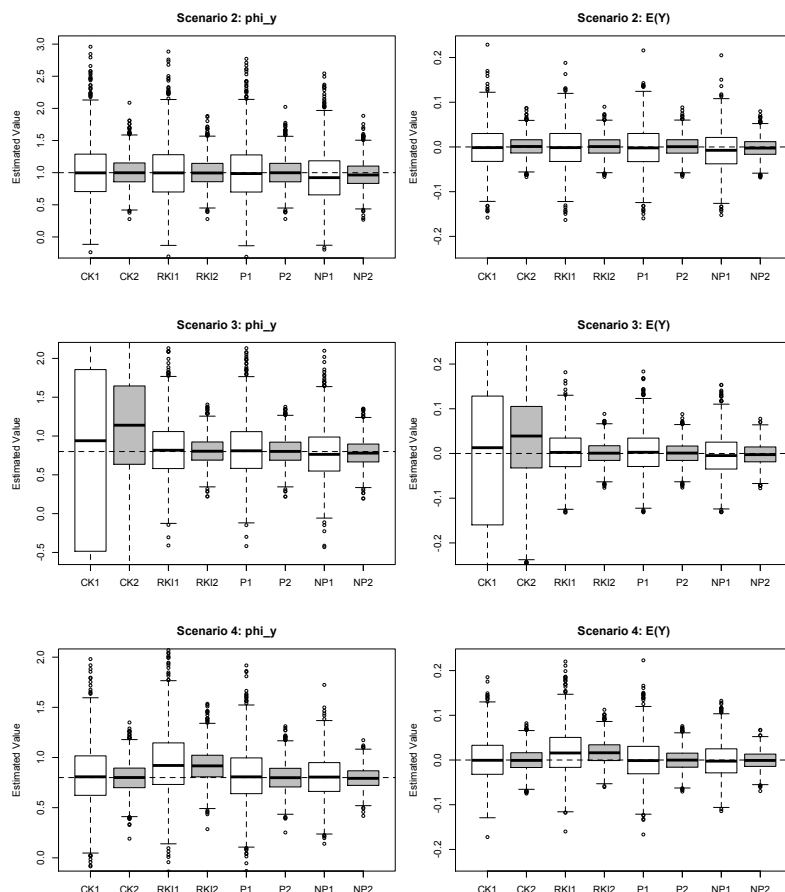 Scenario 2: phi_y
Estimated Value
3.0
2.5
2.0
1.5
1.0
0.5
0.0
CK1 CK2 RKI1 RKI2 P1 P2 NP1 NP2
Scenario 2: E(Y)
Estimated Value
0.2
0.1
0.0
-0.1
-0.2
CK1 CK2 RKI1 RKI2 P1 P2 NP1 NP2
Scenario 3: phi_y
Estimated Value
2.0
1.5
1.0
0.5
0.0
-0.5
CK1 CK2 RKI1 RKI2 P1 P2 NP1 NP2
Scenario 3: E(Y)
Estimated Value
0.2
0.1
0.0
-0.1
-0.2
CK1 CK2 RKI1 RKI2 P1 P2 NP1 NP2
Scenario 4: phi_y
Estimated Value
2.0
1.5
1.0
0.5
0.0
CK1 CK2 RKI1 RKI2 P1 P2 NP1 NP2
Scenario 4: E(Y)
Estimated Value
0.2
0.1
0.0
-0.1
-0.2
CK1 CK2 RKI1 RKI2 P1 P2 NP1 NP2